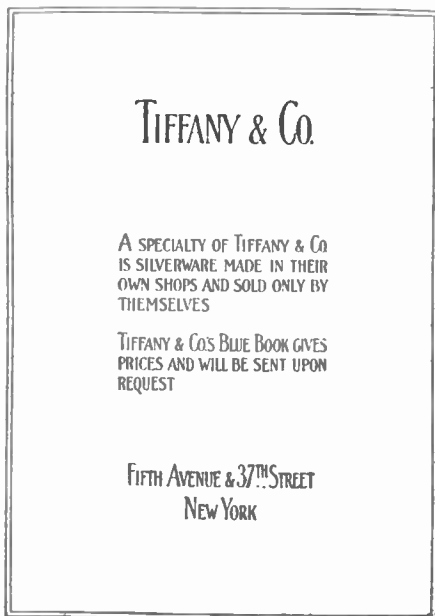 TIFFANY & CO.
A SPECIALTY OF TIFFANY & CO
IS SILVERWARE MADE IN THEIR
OWN SHOPS AND SOLD ONLY BY
THEMSELVES
TIFFANY & CO.'S BLUE BOOK GIVES
PRICES AND WILL BE SENT UPON
REQUEST
FIFTH AVENUE & 37TH STREET
NEW YORK